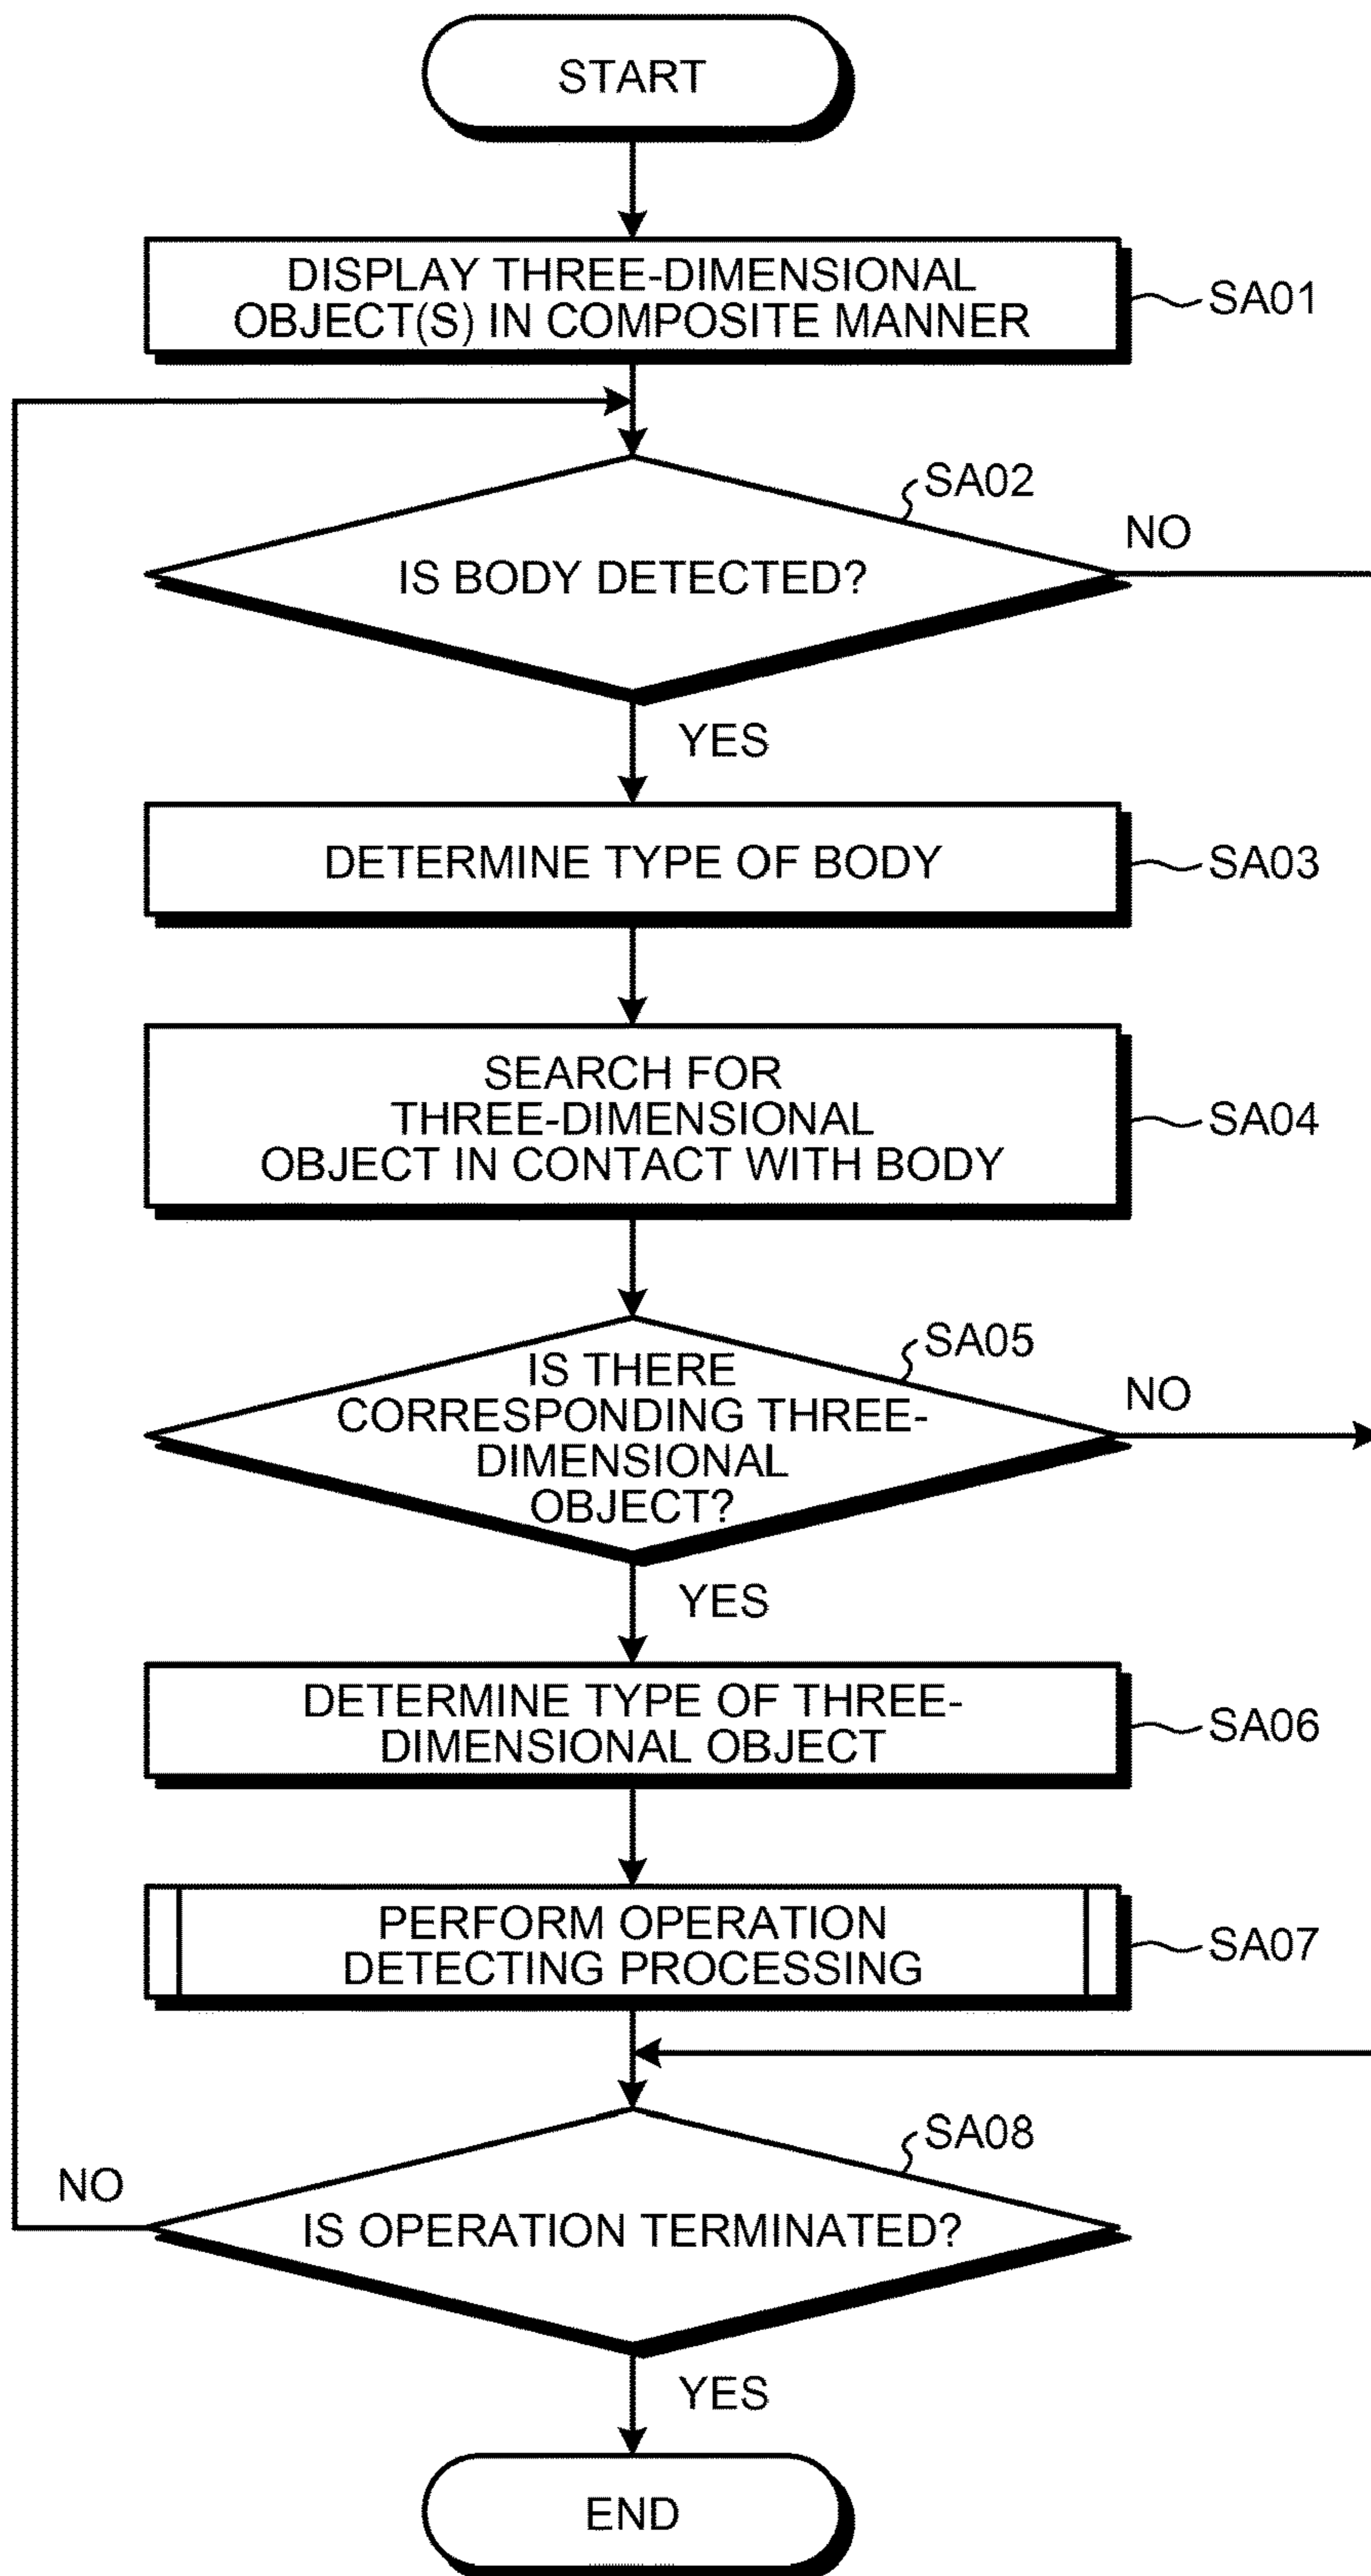 START
DISPLAY THREE-DIMENSIONAL
OBJECT(S) IN COMPOSITE MANNER
SA01
SA02
NO
IS BODY DETECTED?
YES
DETERMINE TYPE OF BODY
SA03
SEARCH FOR
THREE-DIMENSIONAL
OBJECT IN CONTACT WITH BODY
SA04
SA05
IS THERE
CORRESPONDING THREE-
DIMENSIONAL
OBJECT?
NO
YES
DETERMINE TYPE OF THREE-
DIMENSIONAL OBJECT
SA06
PERFORM OPERATION
DETECTING PROCESSING
SA07
SA08
NO
IS OPERATION TERMINATED?
YES
END